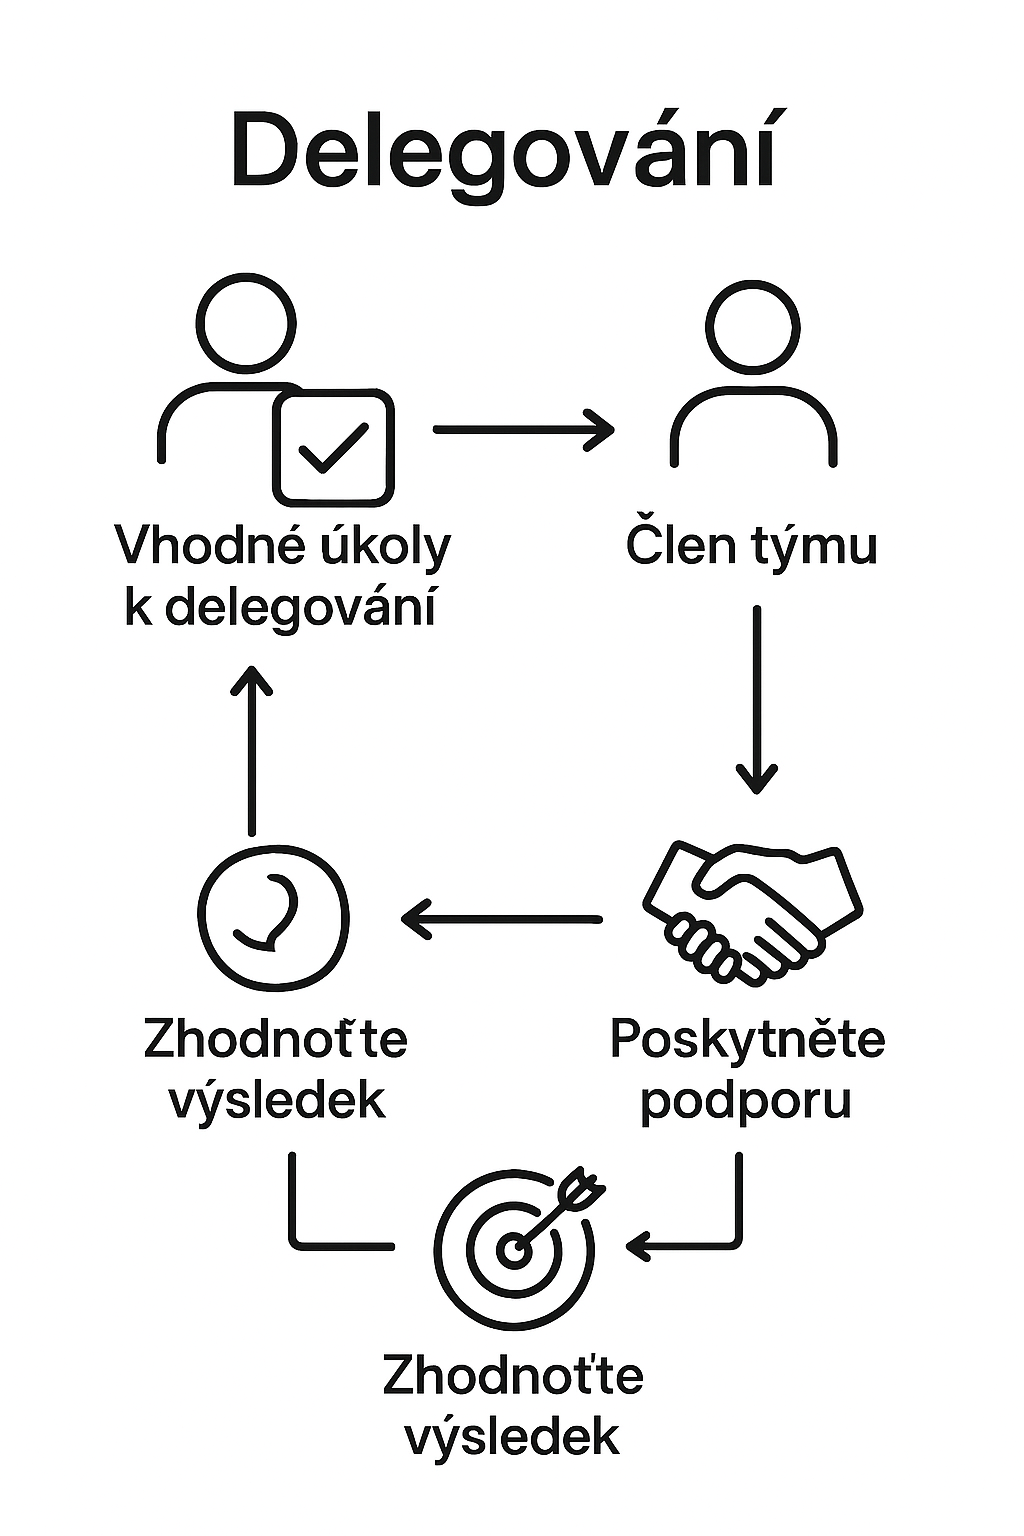 Delegování
Vhodné úkoly
k delegování
Člen týmu
Zhodnoťte
výsledek
Poskytněte
podporu
Zhodnoťte
výsledek